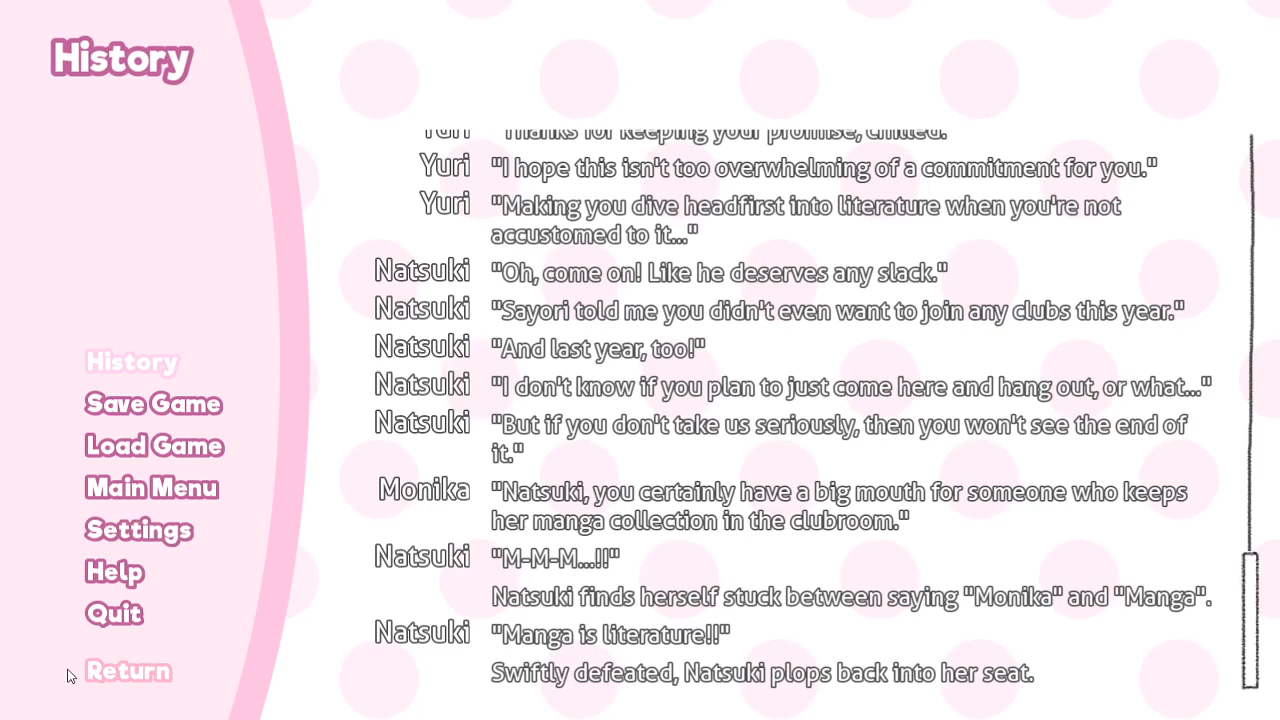 History
Yuri "Thanks for keeping your promise, chilled."
Yuri "I hope this isn't too overwhelming of a commitment for you."
Yuri "Making you dive headfirst into literature when you're not
accustomed to it..."
Natsuki "Oh, come on! Like he deserves any slack."
Natsuki "Sayori told me you didn't even want to join any clubs this year."
Natsuki "And last year, too!"
Natsuki "I don't know if you plan to just come here and hang out, or what..."
Natsuki "But if you don't take us seriously, then you won't see the end of
it."
Monika "Natsuki, you certainly have a big mouth for someone who keeps
her manga collection in the clubroom."
Natsuki "M-M-M...!!"
Natsuki finds herself stuck between saying "Monika" and "Manga".
Natsuki "Manga is literature!!"
Swiftly defeated, Natsuki plops back into her seat.
History
Save Game
Load Game
Main Menu
Settings
Help
Quit
Return